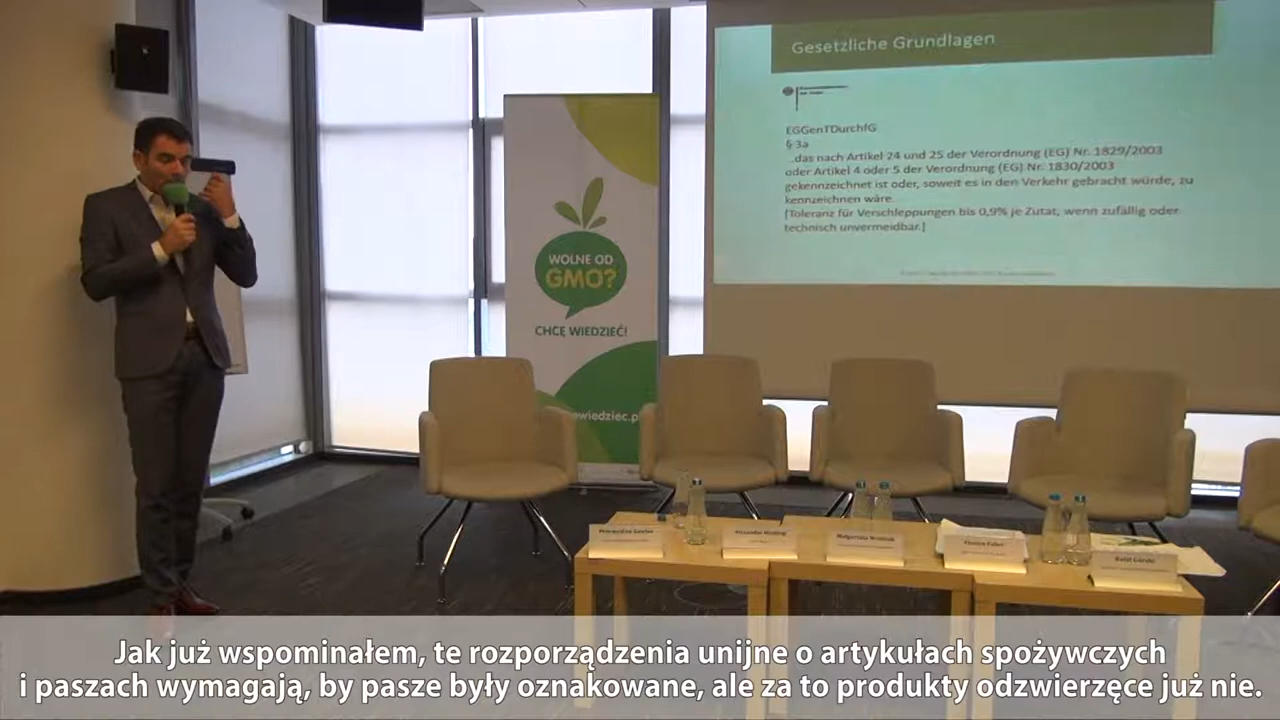 Gesetzliche Grundlagen
EGGenTDurchfG
§ 3a
...das nach Artikel 24 und 25 der Verordnung (EG) Nr. 1829/2003
oder Artikel 4 oder 5 der Verordnung (EG) Nr. 1830/2003
gekennzeichnet ist oder, soweit es in den Verkehr gebracht würde, zu
kennzeichnen wäre.
[Toleranz für Verschleppungen bis 0,9% je Zutat, wenn zufällig oder
technisch unvermeidbar.]
WOLNE OD
GMO?
CHCĘ WIEDZIEĆ!
Jak już wspominałem, te rozporządzenia unijne o artykułach spożywczych
i paszach wymagają, by pasze były oznakowane, ale za to produkty odzwierzęce już nie.